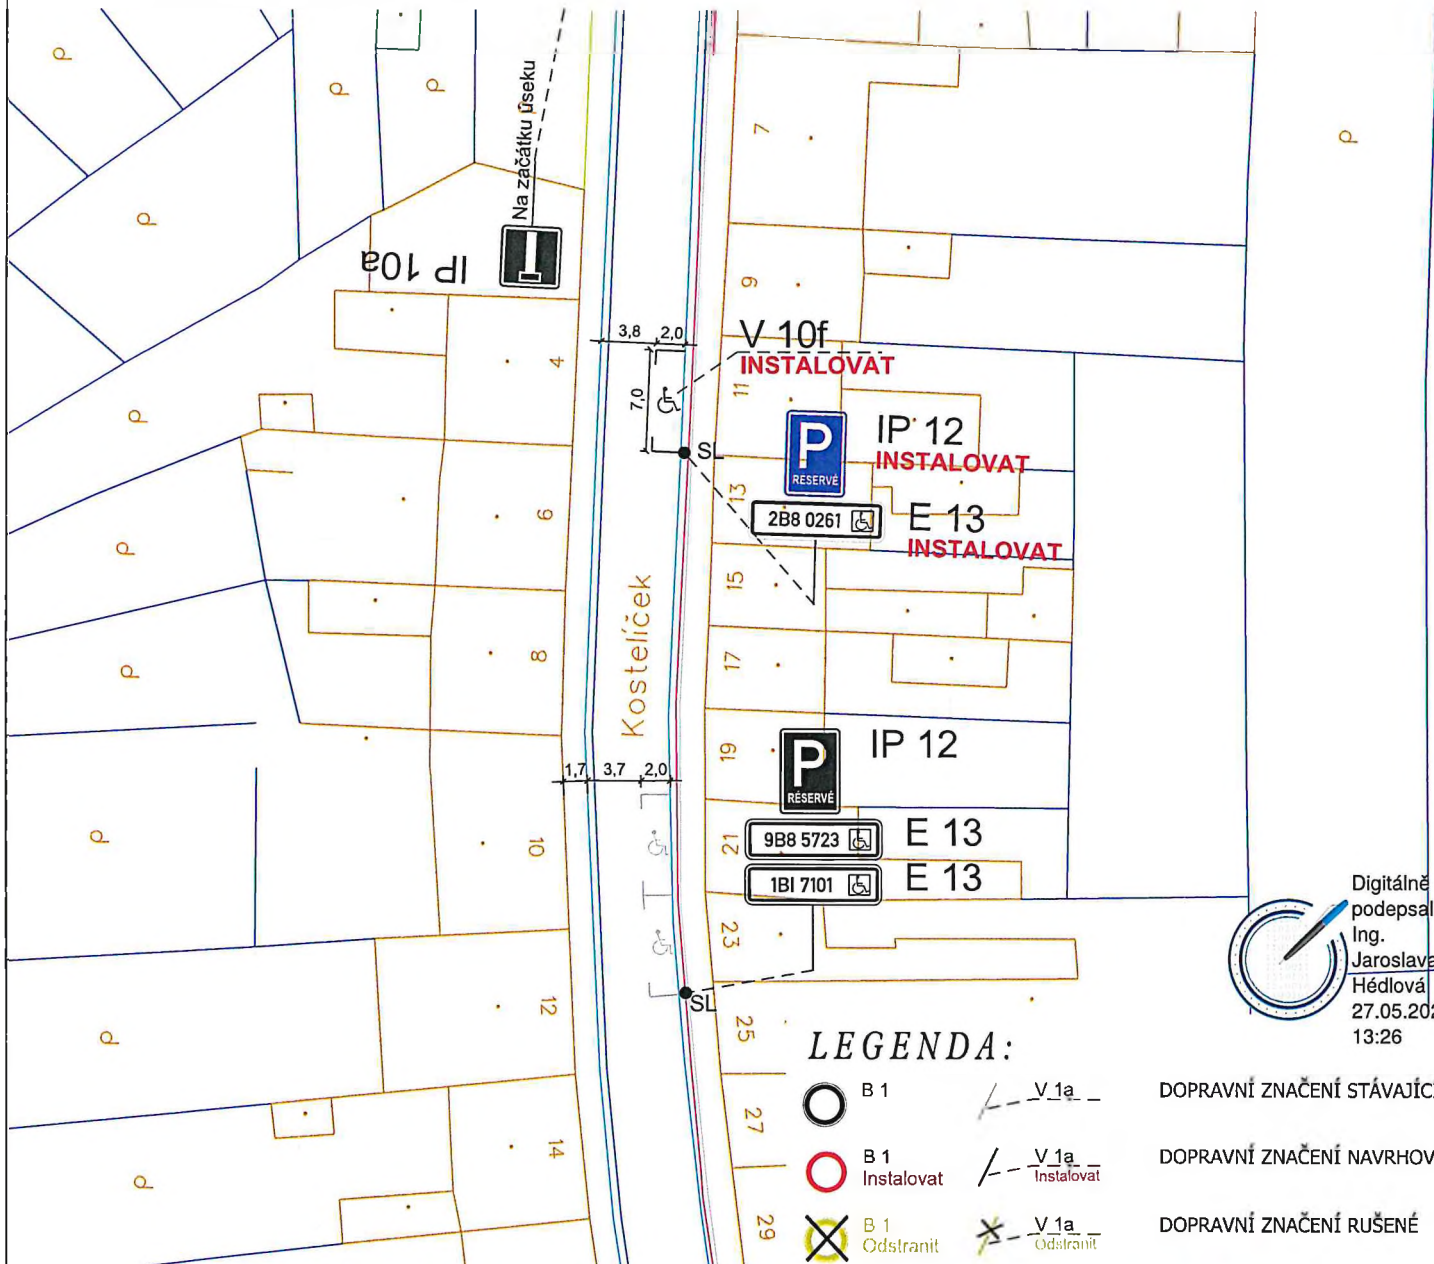 Na začátku úseku
IP 10a
7
9
3,8
2,0
V 10f
INSTALOVAT
4
7,0
11
IP 12
INSTALOVAT
P
RESERVÉ
SL
13
2B8 0261
E 13
INSTALOVAT
6
15
Kostelíček
8
17
19
P
RÉSERVÉ
IP 12
1,7
3,7
2,0
10
21
9B8 5723
E 13
1BI 7101
E 13
23
SL
12
25
Digitálně
podepsal
Ing.
Jaroslava
Hédlová
27.05.202
13:26
LEGENDA:
B 1
V 1a
DOPRAVNÍ ZNAČENÍ STÁVAJÍC
27
B 1
Instalovat
V 1a
Instalovat
DOPRAVNÍ ZNAČENÍ NAVRHOV
14
29
B 1
Odstranit
V 1a
Odstranit
DOPRAVNÍ ZNAČENÍ RUŠENÉ